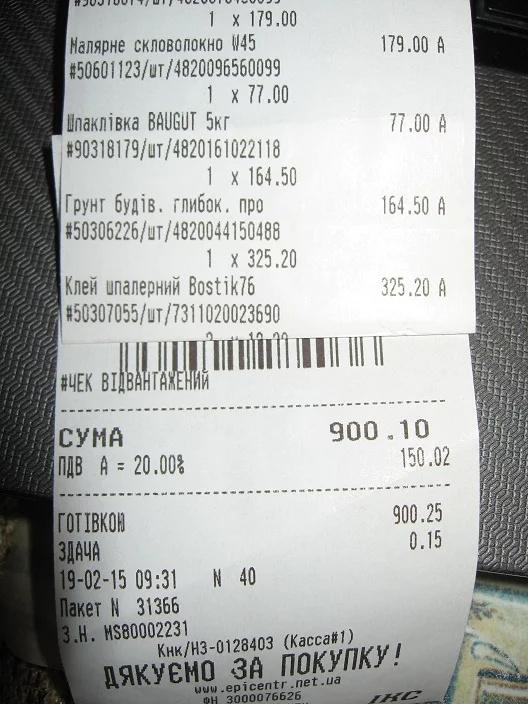 #90318614/шт/4820160450099
1 x 179.00
Малярне скловолокно W45 179.00 А
#50601123/шт/4820096560099
1 x 77.00
Шпаклівка BAUGUT 5кг 77.00 А
#90318179/шт/4820161022118
1 x 164.50
Грунт будів. глибок. про 164.50 А
#50306226/шт/4820044150488
1 x 325.20
Клей шпалерний Bostik76 325.20 А
#50307055/шт/7311020023690
#ЧЕК ВІДВАНТАЖЕНИЙ
СУМА 900.10
ПДВ А = 20.00% 150.02
ГОТІВКОЮ 900.25
ЗДАЧА 0.15
19-02-15 09:31 N 40
Пакет N 31366
З.Н. MS80002231
Кнк/НЗ-0128403 (Касса#1)
ДЯКУЄМО ЗА ПОКУПКУ!
www.epicentr.net.ua
ФН 3000076626